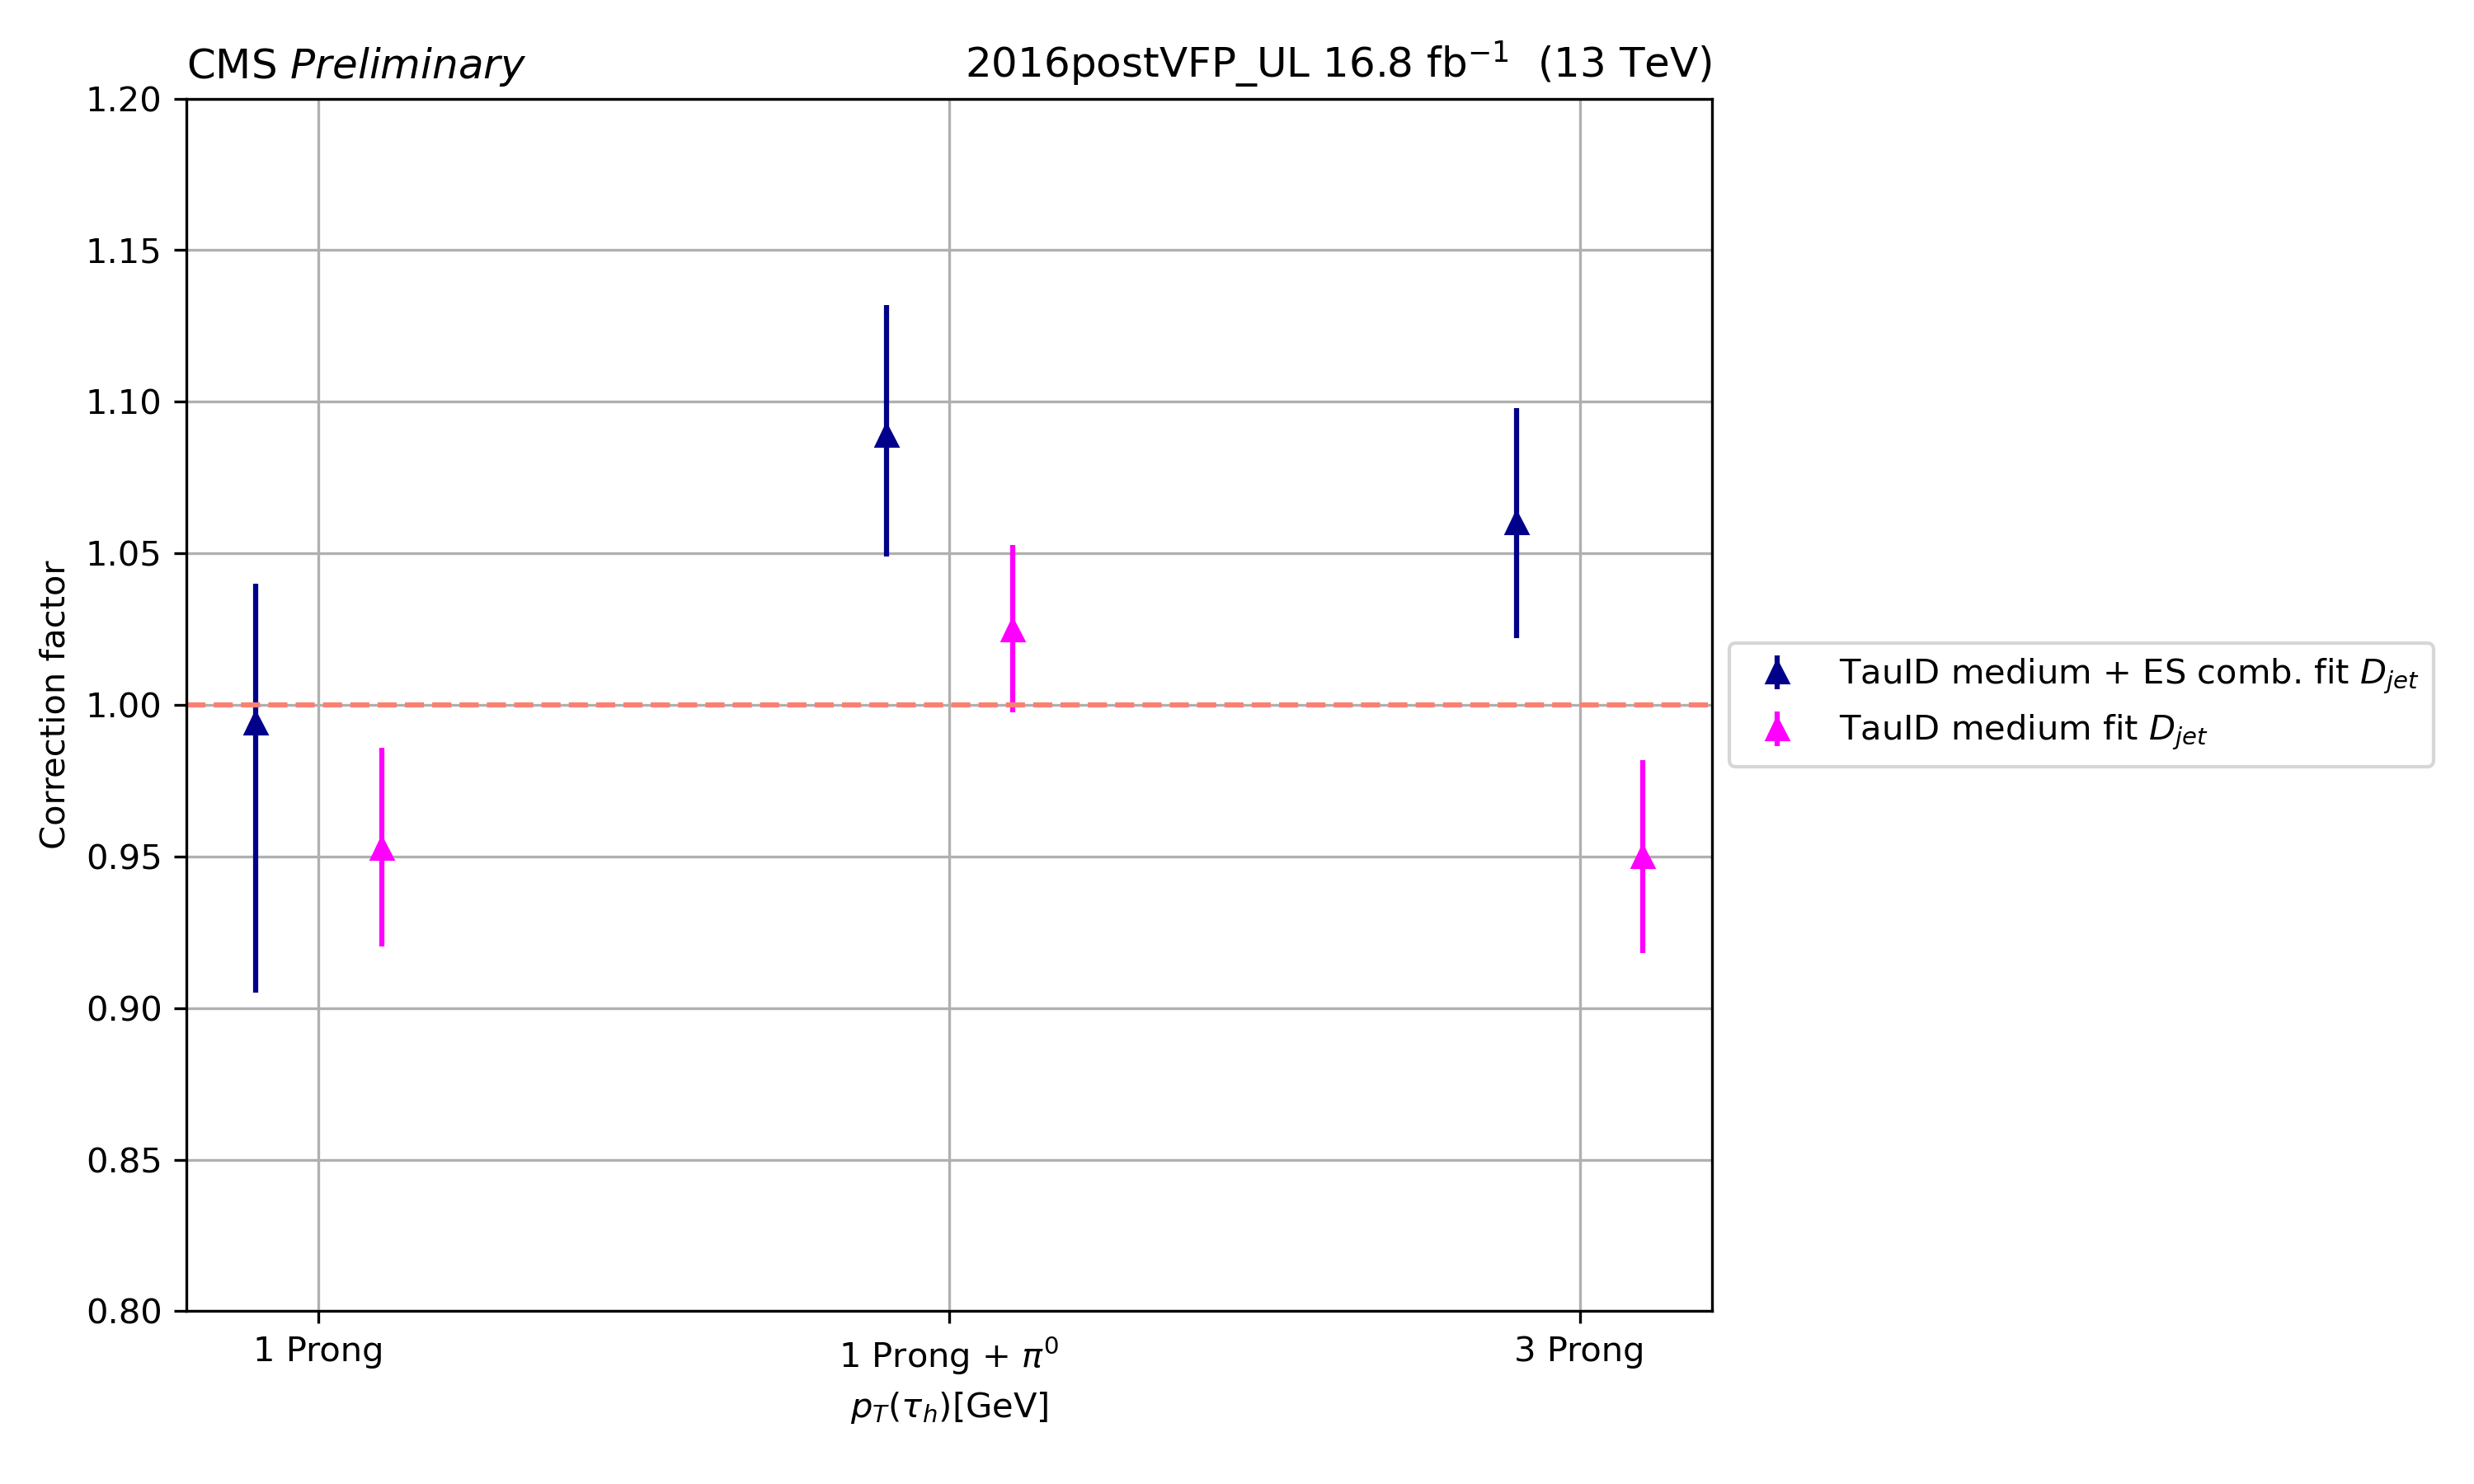 CMS Preliminary
2016postVFP_UL 16.8 fb⁻¹ (13 TeV)
1.20
1.15
1.10
1.05
1.00
0.95
0.90
0.85
0.80
Correction factor
1 Prong
1 Prong + π⁰
3 Prong
p_T(τ_h)[GeV]
TauID medium + ES comb. fit D_jet
TauID medium fit D_jet